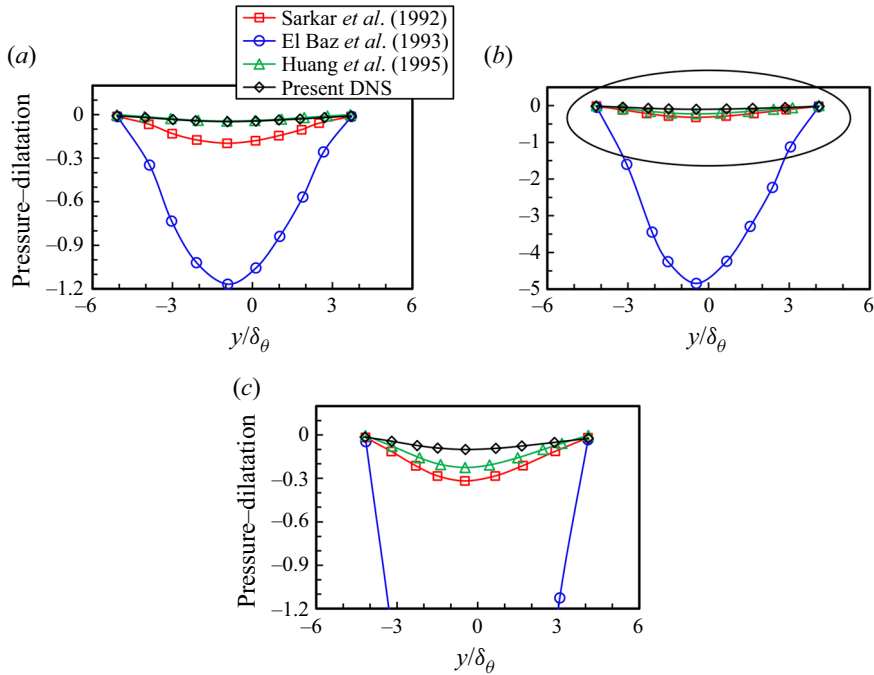 Sarkar et al. (1992)
El Baz et al. (1993)
Huang et al. (1995)
Present DNS
(a)
Pressure–dilatation
0
−0.3
−0.6
−0.9
−1.2
−6 −3 0 3 6
y/δθ
(b)
0
−1
−2
−3
−4
−5
−6 −3 0 3 6
y/δθ
(c)
Pressure–dilatation
0
−0.3
−0.6
−0.9
−1.2
−6 −3 0 3 6
y/δθ